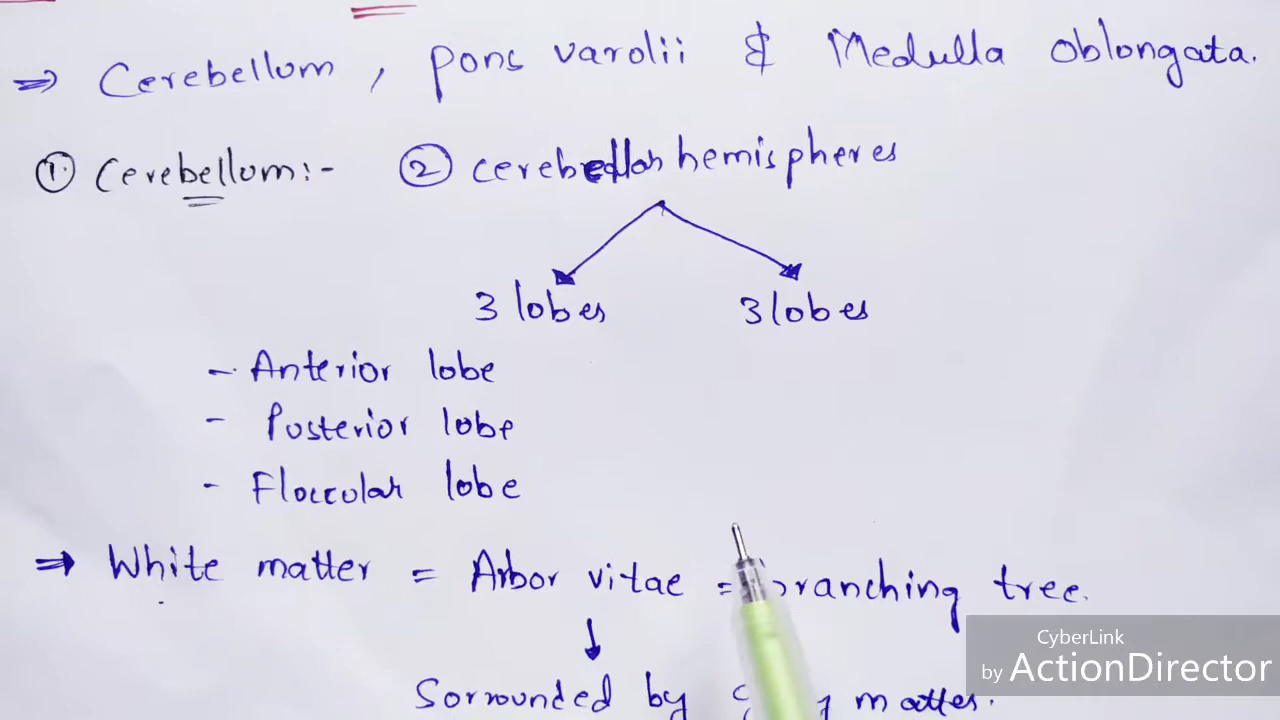 ⇒ Cerebellum, Pons varolii & Medulla oblongata.
① Cerebellum:- ② cerebellar hemispheres
3 lobes 3 lobes
- Anterior lobe
- Posterior lobe
- Floccular lobe
⇒ White matter = Arbor vitae = branching tree.
↓
Sorrounded by matter.
CyberLink
by ActionDirector